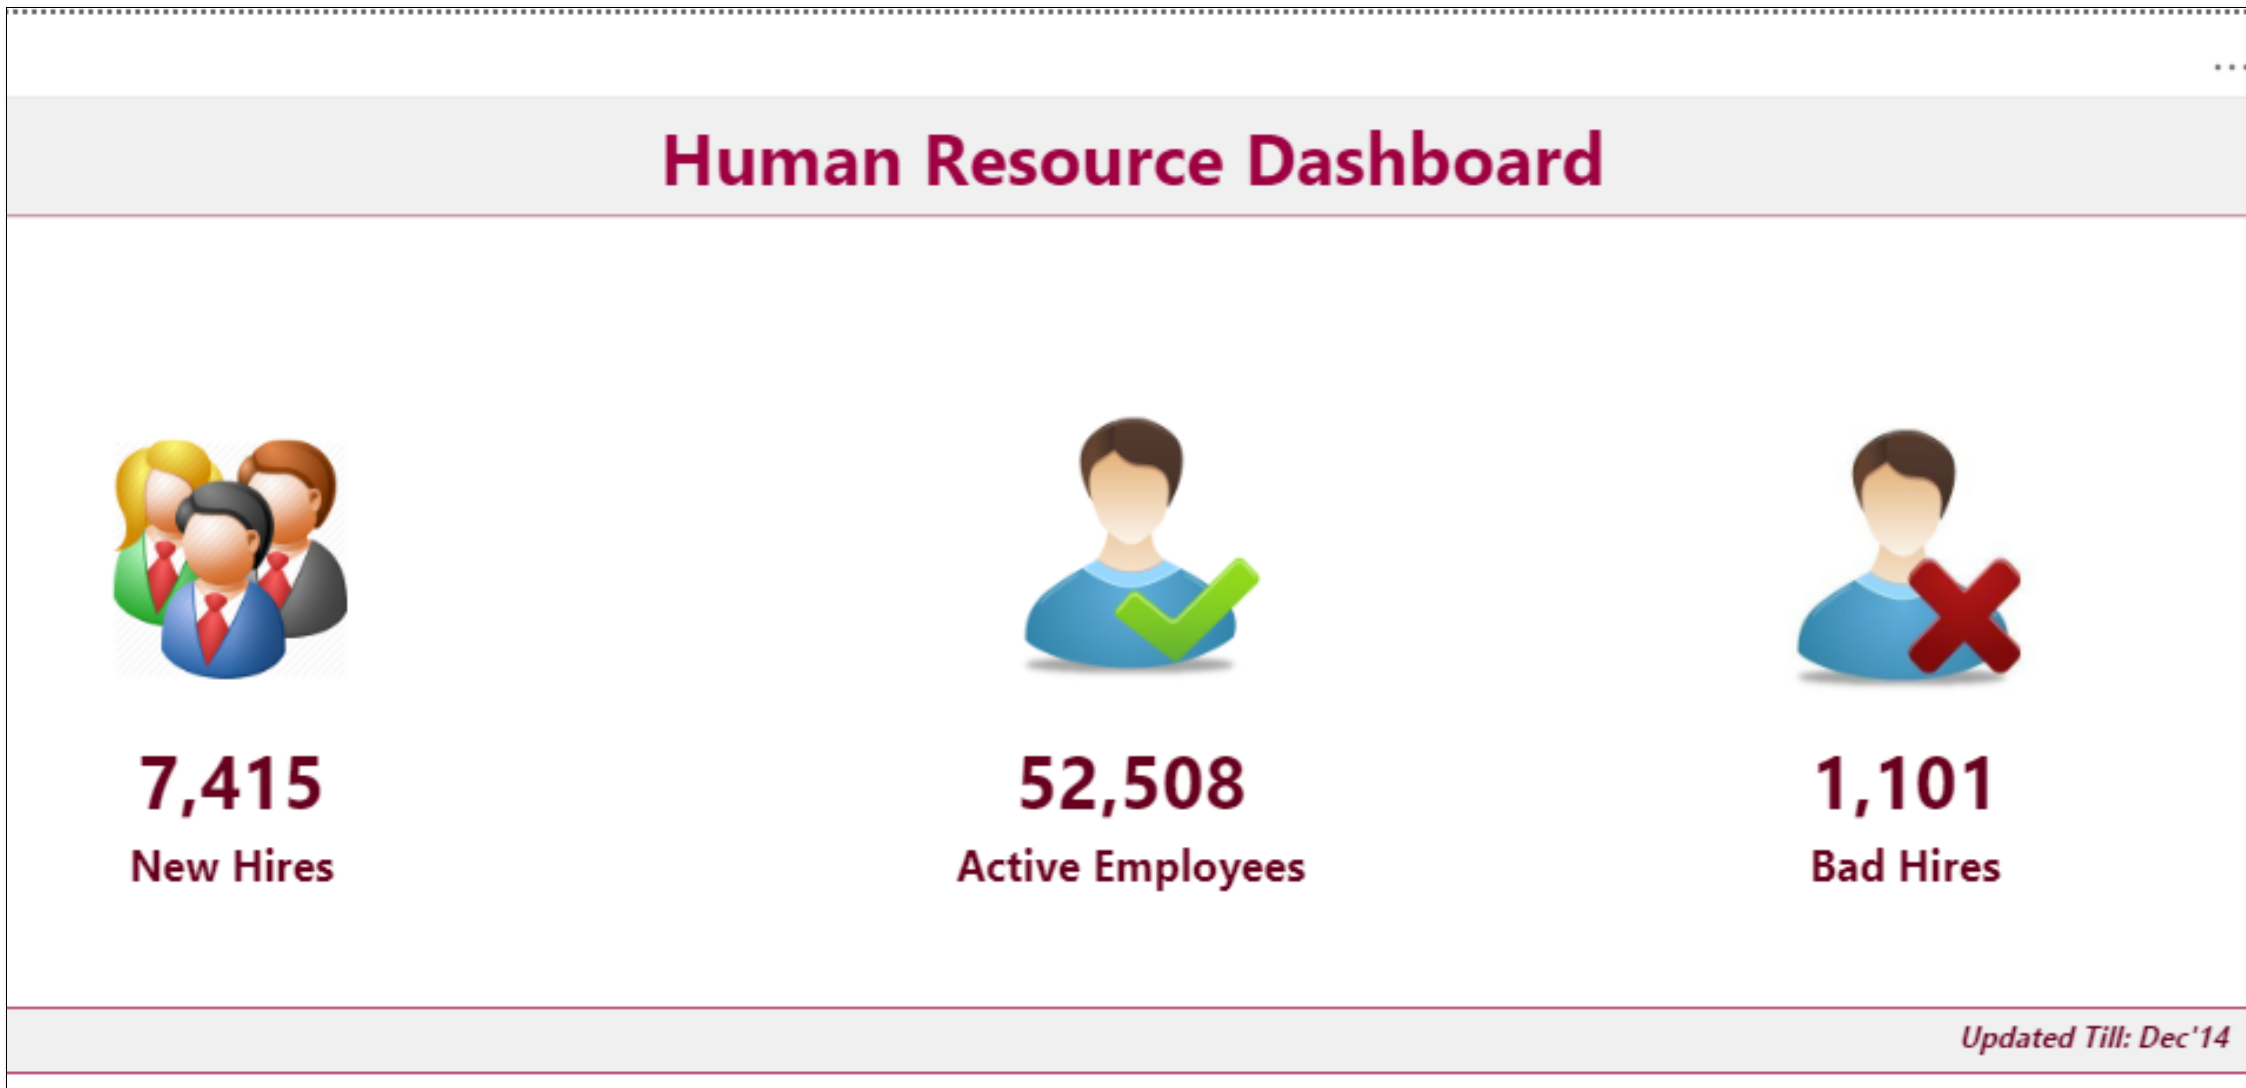 Human Resource Dashboard
7,415
New Hires
52,508
Active Employees
1,101
Bad Hires
Updated Till: Dec'14